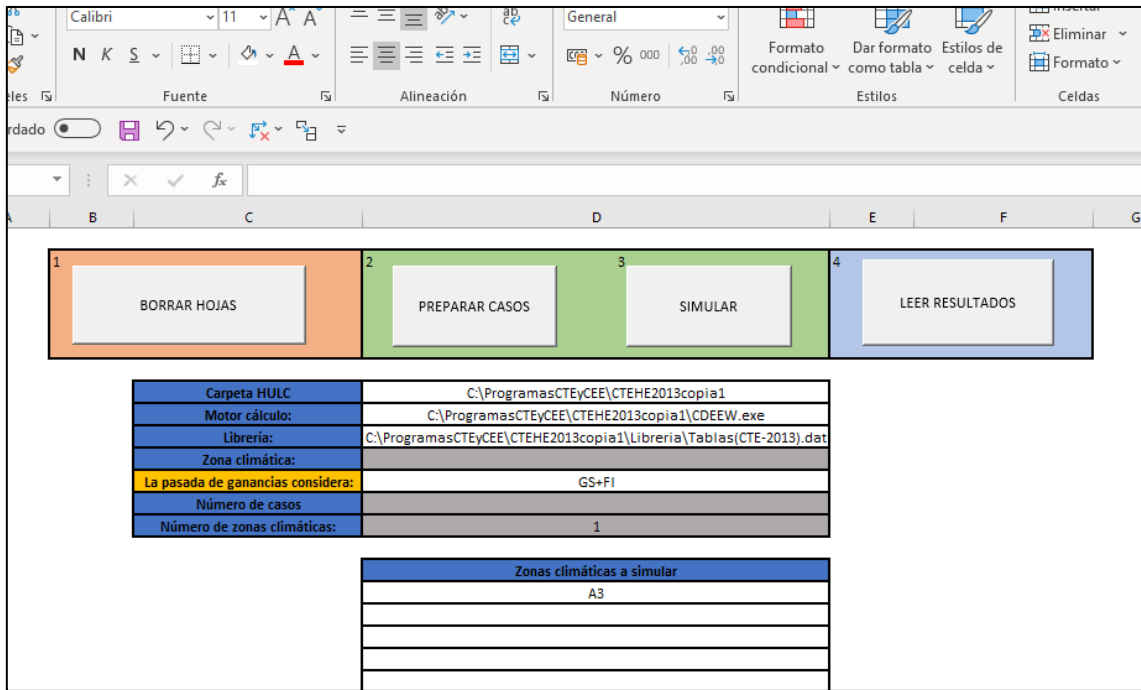 Calibri 11 A^ A˅ General Insertar
N K S A % 000 Formato condicional Dar formato como tabla Estilos de celda Eliminar
Formato
Fuente Alineación Número Estilos Celdas
fx
B C D E F G
1 2 3 4
BORRAR HOJAS PREPARAR CASOS SIMULAR LEER RESULTADOS
Carpeta HULC C:\ProgramasCTEyCEE\CTEHE2013copia1
Motor cálculo: C:\ProgramasCTEyCEE\CTEHE2013copia1\CDEEW.exe
Librería: C:\ProgramasCTEyCEE\CTEHE2013copia1\Libreria\Tablas(CTE-2013).dat
Zona climática:
La pasada de ganancias considera: GS+FI
Número de casos
Número de zonas climáticas: 1
Zonas climáticas a simular
A3